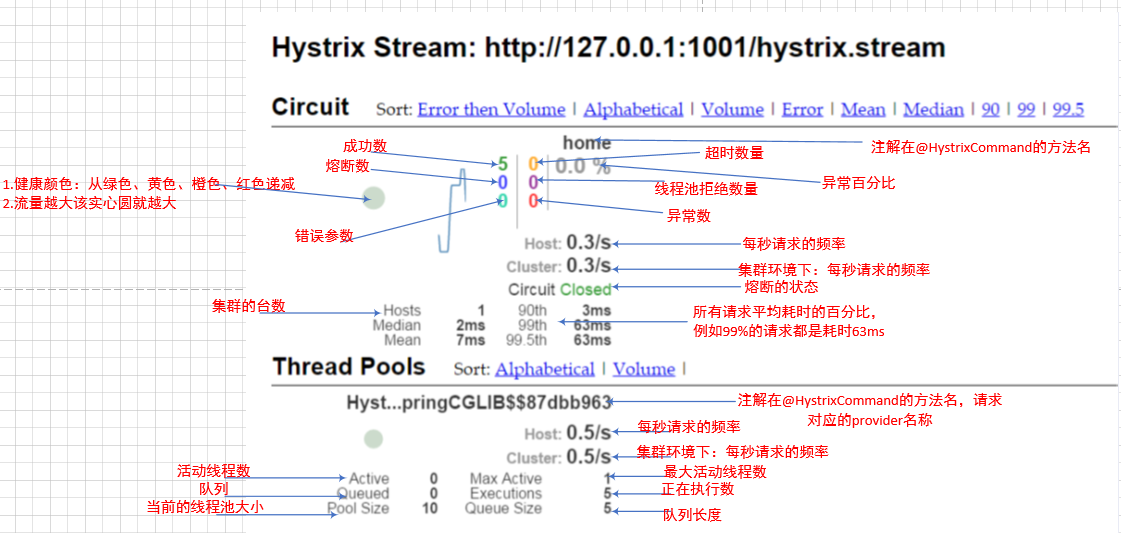 Hystrix Stream: http://127.0.0.1:1001/hystrix.stream
Circuit Sort: Error then Volume | Alphabetical | Volume | Error | Mean | Median | 90 | 99 | 99.5
home
注解在@HystrixCommand的方法名
成功数
5 0
超时数量
0.0 %
熔断数
0 0
线程池拒绝数量
异常百分比
1.健康颜色：从绿色、黄色、橙色、红色递减
2.流量越大该实心圆就越大
0 0
异常数
错误参数
Host: 0.3/s
每秒请求的频率
Cluster: 0.3/s
集群环境下：每秒请求的频率
Circuit Closed
熔断的状态
集群的台数
Hosts 1 90th 3ms
Median 2ms 99th 63ms
Mean 7ms 99.5th 63ms
所有请求平均耗时的百分比，
例如99%的请求都是耗时63ms
Thread Pools Sort: Alphabetical | Volume |
Hyst...pringCGLIB$$87dbb963
注解在@HystrixCommand的方法名，请求
对应的provider名称
Host: 0.5/s
每秒请求的频率
Cluster: 0.5/s
集群环境下：每秒请求的频率
活动线程数
Active 0 Max Active 1
最大活动线程数
队列
Queued 0 Executions 5
正在执行数
当前的线程池大小
Pool Size 10 Queue Size 5
队列长度